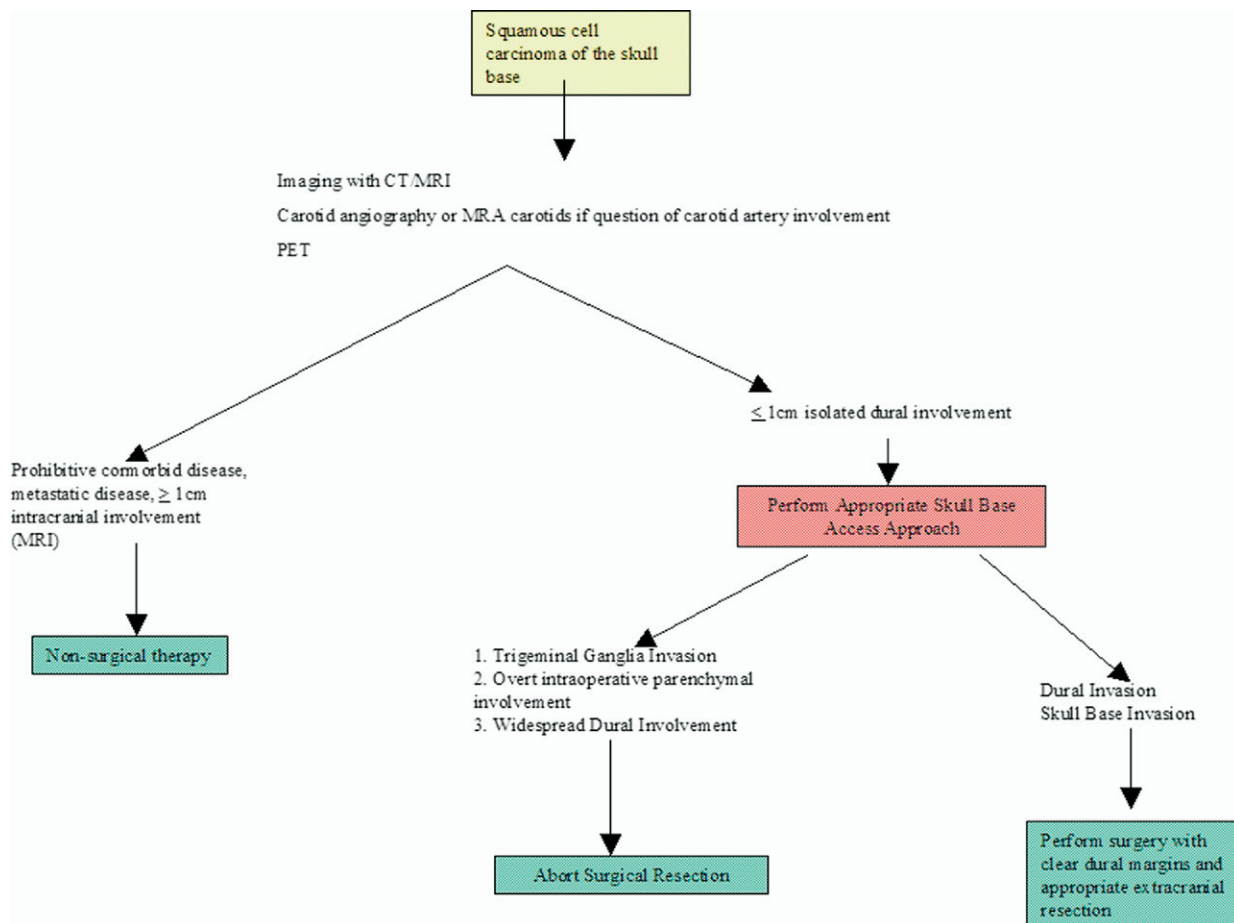 Squamous cell
carcinoma of the skull
base
Imaging with CT/MRI
Carotid angiography or MRA carotids if question of carotid artery involvement
PET
≤ 1cm isolated dural involvement
Prohibitive cormorbid disease,
metastatic disease, ≥ 1cm
intracranial involvement
(MRI)
Perform Appropriate Skull Base
Access Approach
Non-surgical therapy
1. Trigeminal Ganglia Invasion
2. Overt intraoperative parenchymal
involvement
3. Widespread Dural Involvement
Dural Invasion
Skull Base Invasion
Abort Surgical Resection
Perform surgery with
clear dural margins and
appropriate extracranial
resection